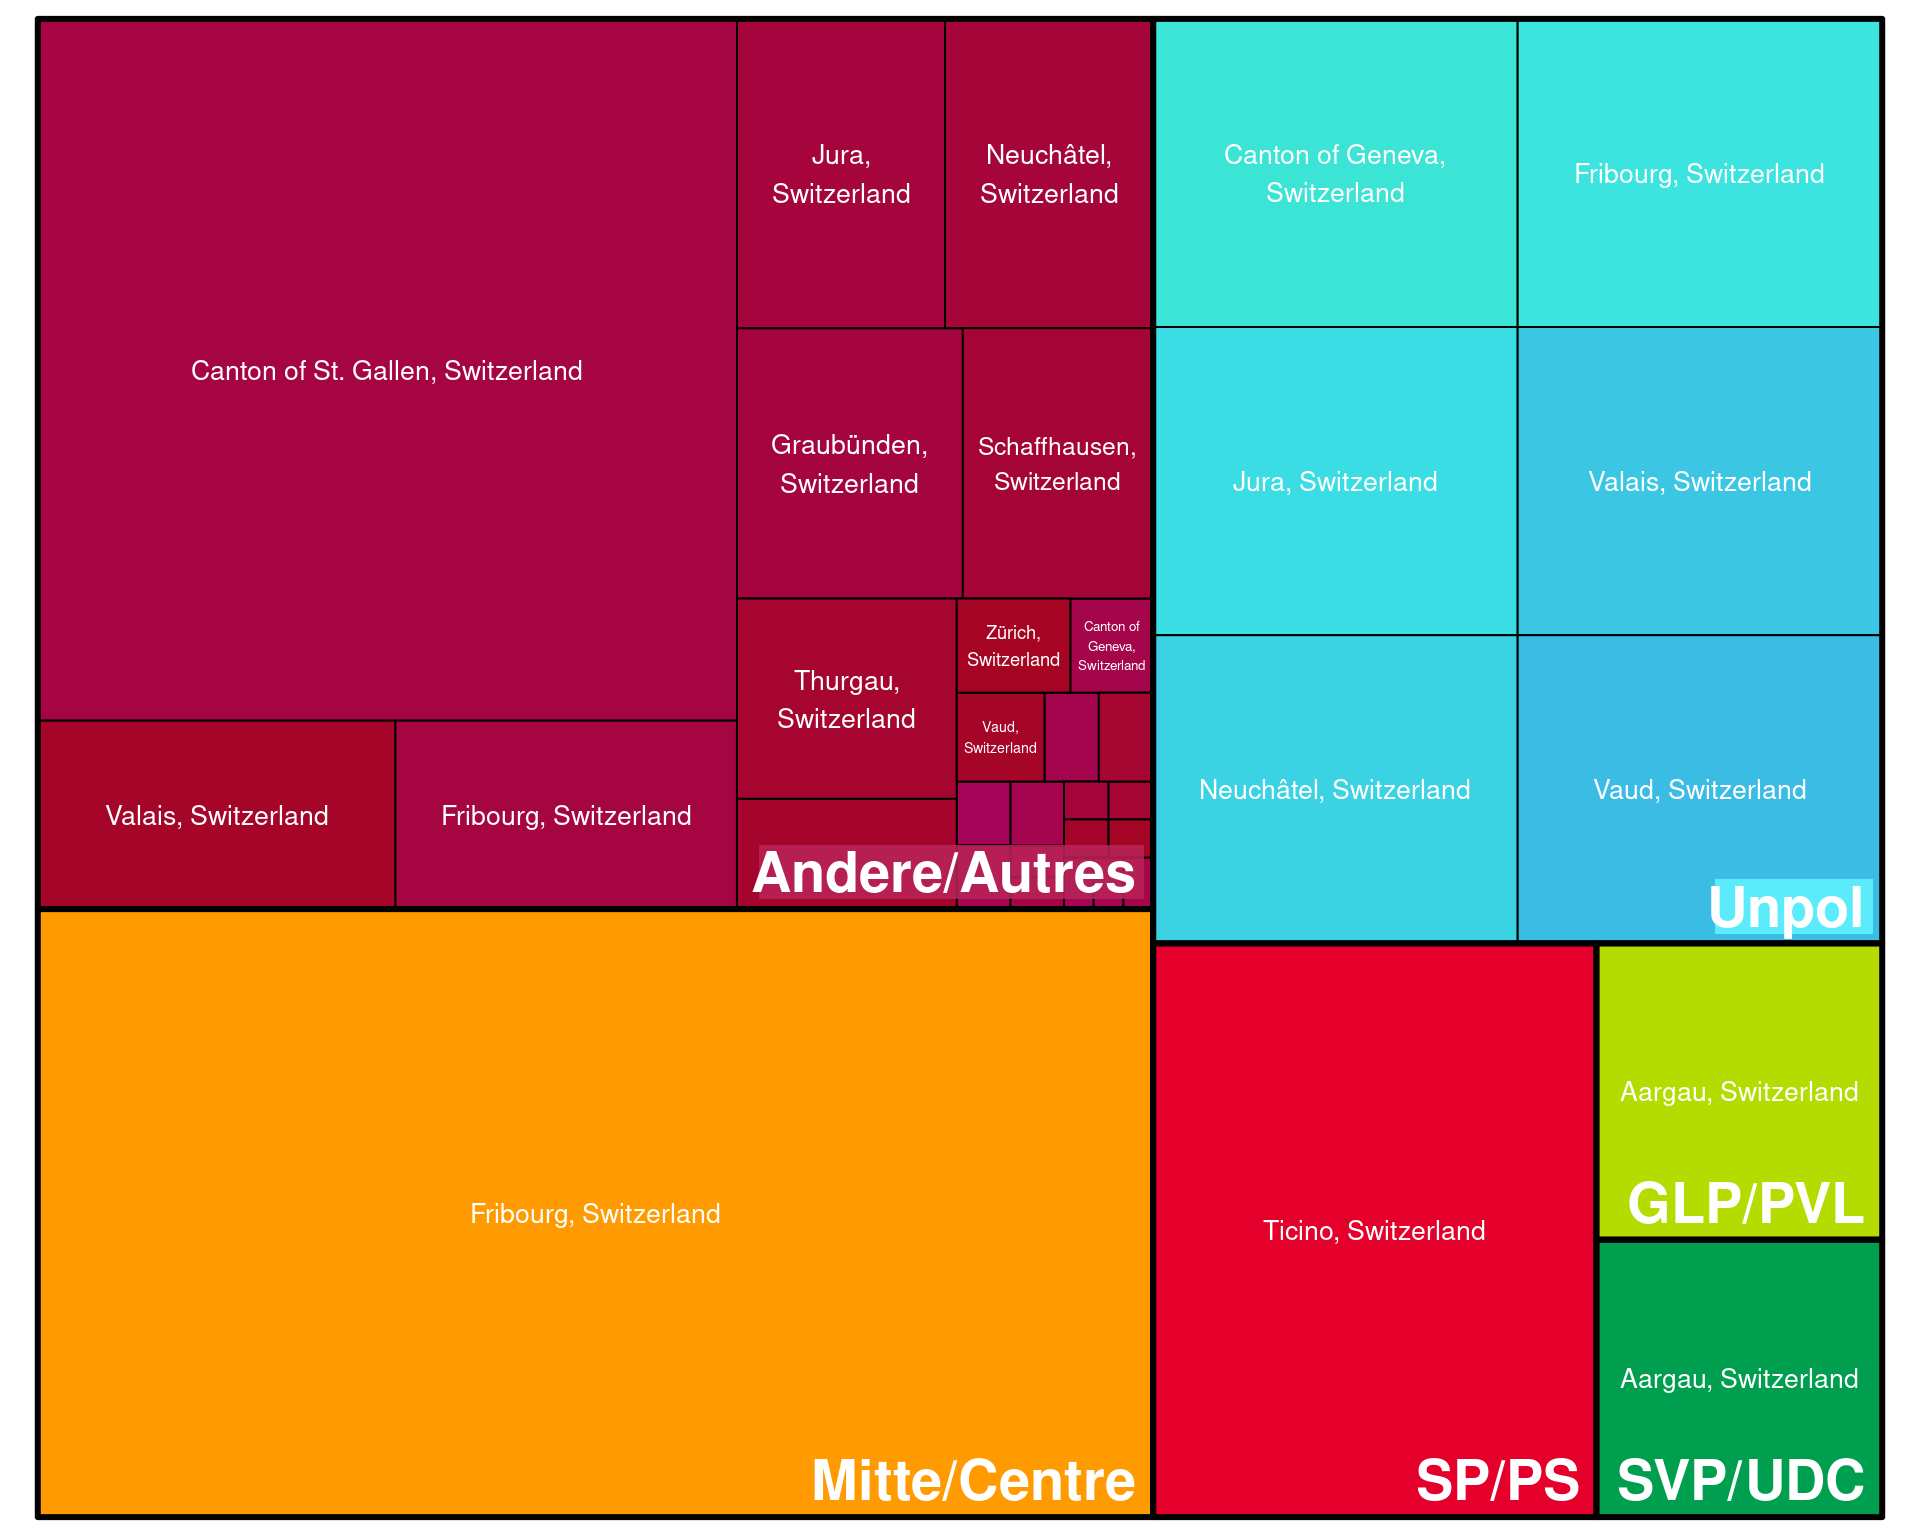 Canton of St. Gallen, Switzerland
Jura,
Switzerland
Neuchâtel,
Switzerland
Graubünden,
Switzerland
Schaffhausen,
Switzerland
Thurgau,
Switzerland
Zürich,
Switzerland
Canton of
Geneva,
Switzerland
Vaud,
Switzerland
Valais, Switzerland
Fribourg, Switzerland
Andere/Autres
Canton of Geneva,
Switzerland
Fribourg, Switzerland
Jura, Switzerland
Valais, Switzerland
Neuchâtel, Switzerland
Vaud, Switzerland
Unpol
Fribourg, Switzerland
Mitte/Centre
Ticino, Switzerland
SP/PS
Aargau, Switzerland
GLP/PVL
Aargau, Switzerland
SVP/UDC